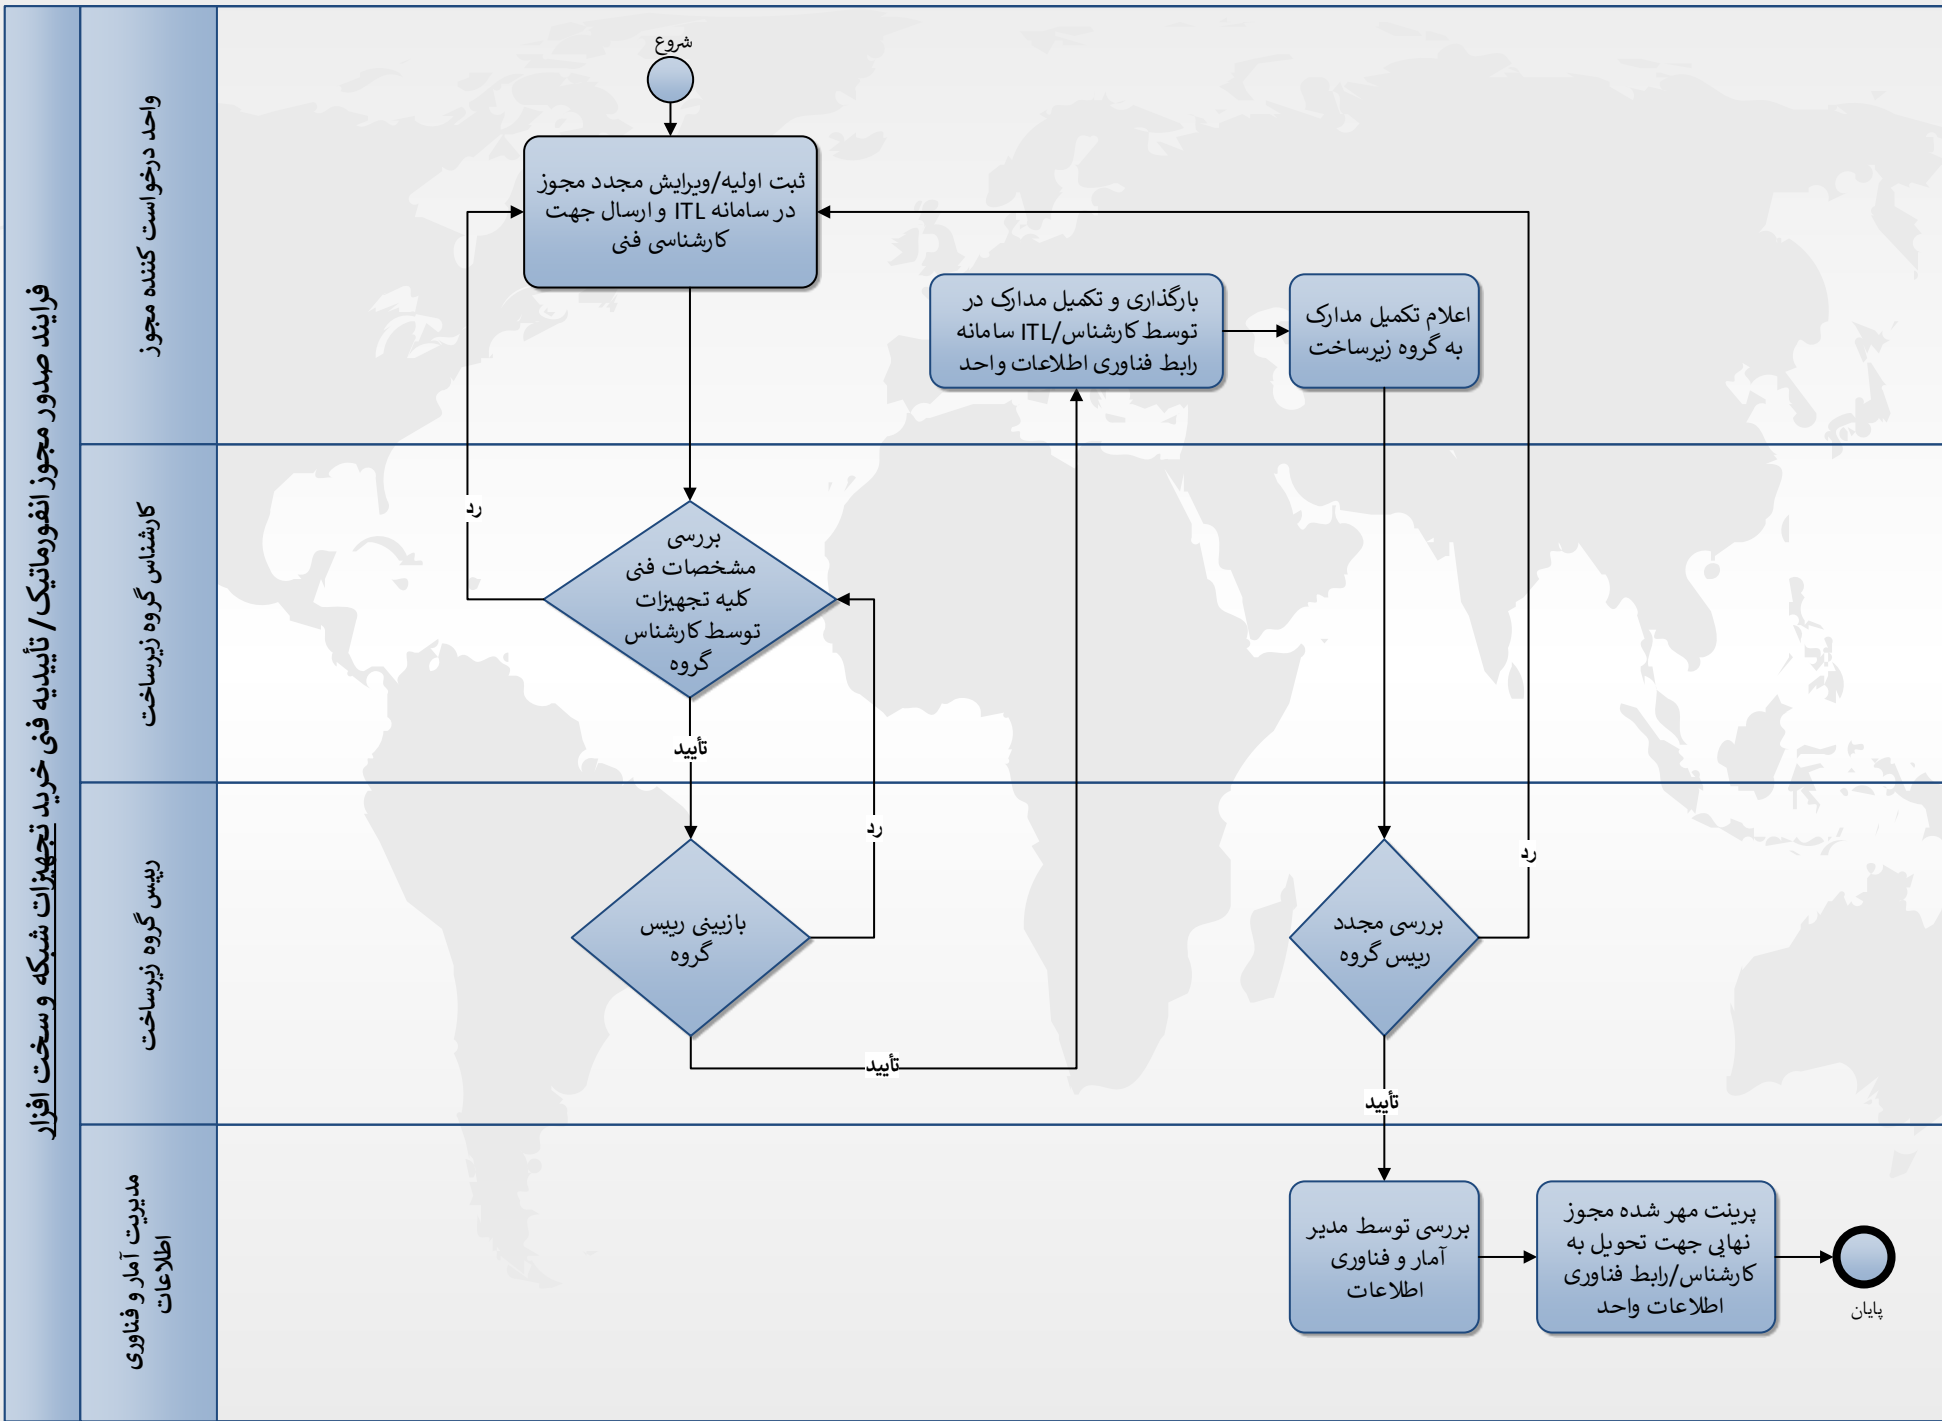 فرایند صدور مجوز انفورماتیک/ تأییدیه فنی خرید تجهیزات شبکه و سخت افزار
واحد درخواست کننده مجوز
شروع
ثبت اولیه/ویرایش مجدد مجوز
در سامانه ITL و ارسال جهت
کارشناسی فنی
بارگذاری و تکمیل مدارک در
توسط کارشناس/ITL سامانه
رابط فناوری اطلاعات واحد
اعلام تکمیل مدارک
به گروه زیرساخت
کارشناس گروه زیرساخت
رد
بررسی
مشخصات فنی
کلیه تجهیزات
توسط کارشناس
گروه
تأیید
رییس گروه زیرساخت
رد
رد
بازبینی رییس
گروه
بررسی مجدد
رییس گروه
تأیید
تأیید
مدیریت آمار و فناوری
اطلاعات
بررسی توسط مدیر
آمار و فناوری
اطلاعات
پرینت مهر شده مجوز
نهایی جهت تحویل به
کارشناس/رابط فناوری
اطلاعات واحد
پایان